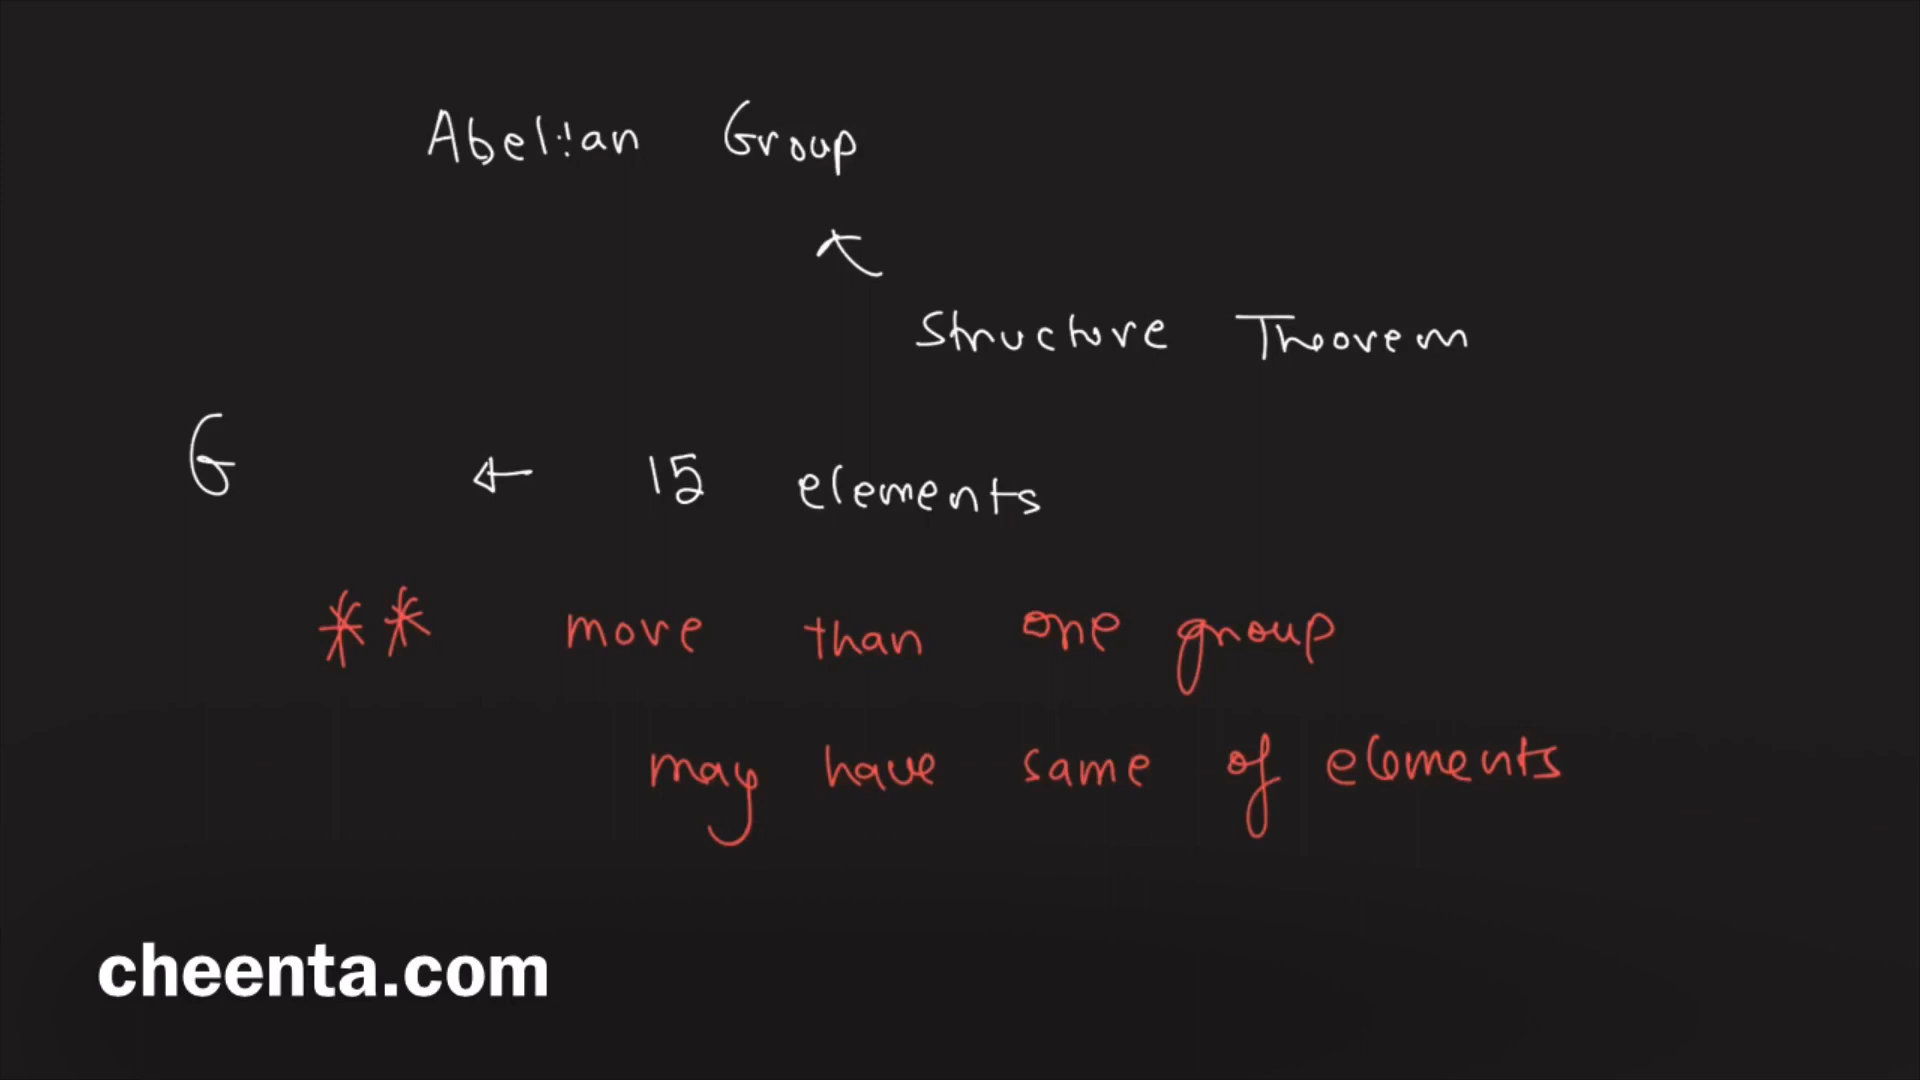 Abelian Group
Structure Theorem
G ← 15 elements
** more than one group
may have same of elements
cheenta.com